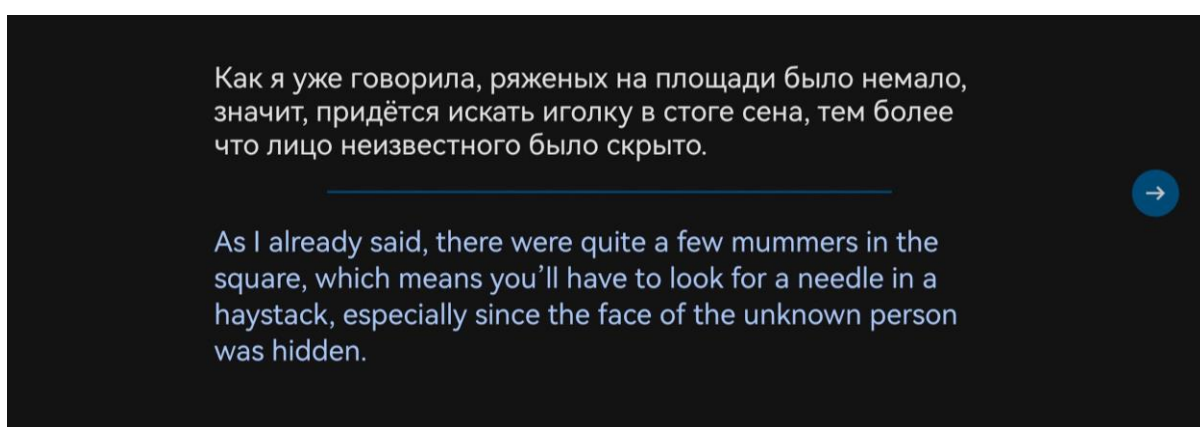 Как я уже говорила, ряженых на площади было немало,
значит, придётся искать иголку в стоге сена, тем более
что лицо неизвестного было скрыто.
As I already said, there were quite a few mummers in the
square, which means you’ll have to look for a needle in a
haystack, especially since the face of the unknown person
was hidden.